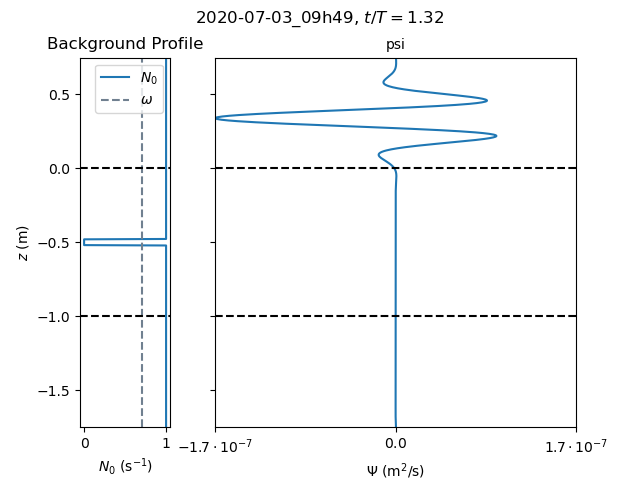 2020-07-03_09h49, t/T = 1.32
Background Profile
psi
N₀
ω
0.5
0.0
−0.5
−1.0
−1.5
z (m)
0
1
N₀ (s⁻¹)
−1.7 · 10⁻⁷
0.0
1.7 · 10⁻⁷
Ψ (m²/s)